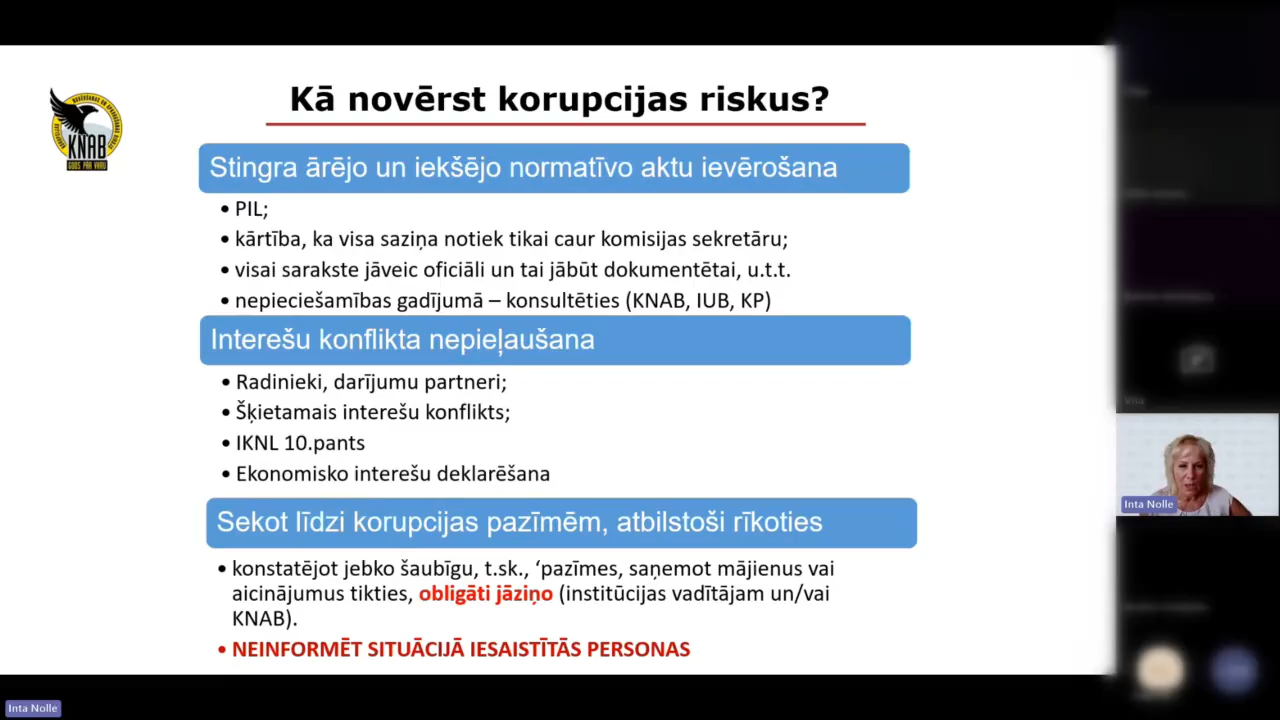 Kā novērst korupcijas riskus?
KNAB
Stingra ārējo un iekšējo normatīvo aktu ievērošana
• PIL;
• kārtība, ka visa saziņa notiek tikai caur komisijas sekretāru;
• visai sarakste jāveic oficiāli un tai jābūt dokumentētai, u.t.t.
• nepieciešamības gadījumā – konsultēties (KNAB, IUB, KP)
Interešu konflikta nepieļaušana
• Radinieki, darījumu partneri;
• Šķietamais interešu konflikts;
• IKNL 10.pants
• Ekonomisko interešu deklarēšana
Sekot līdzi korupcijas pazīmēm, atbilstoši rīkoties
• konstatējot jebko šaubīgu, t.sk., ‘pazīmes, saņemot mājienus vai
aicinājumus tikties, obligāti jāziņo (institūcijas vadītājam un/vai
KNAB).
• NEINFORMĒT SITUĀCIJĀ IESAISTĪTĀS PERSONAS
Vita
Inta Nolle
Inta Nolle